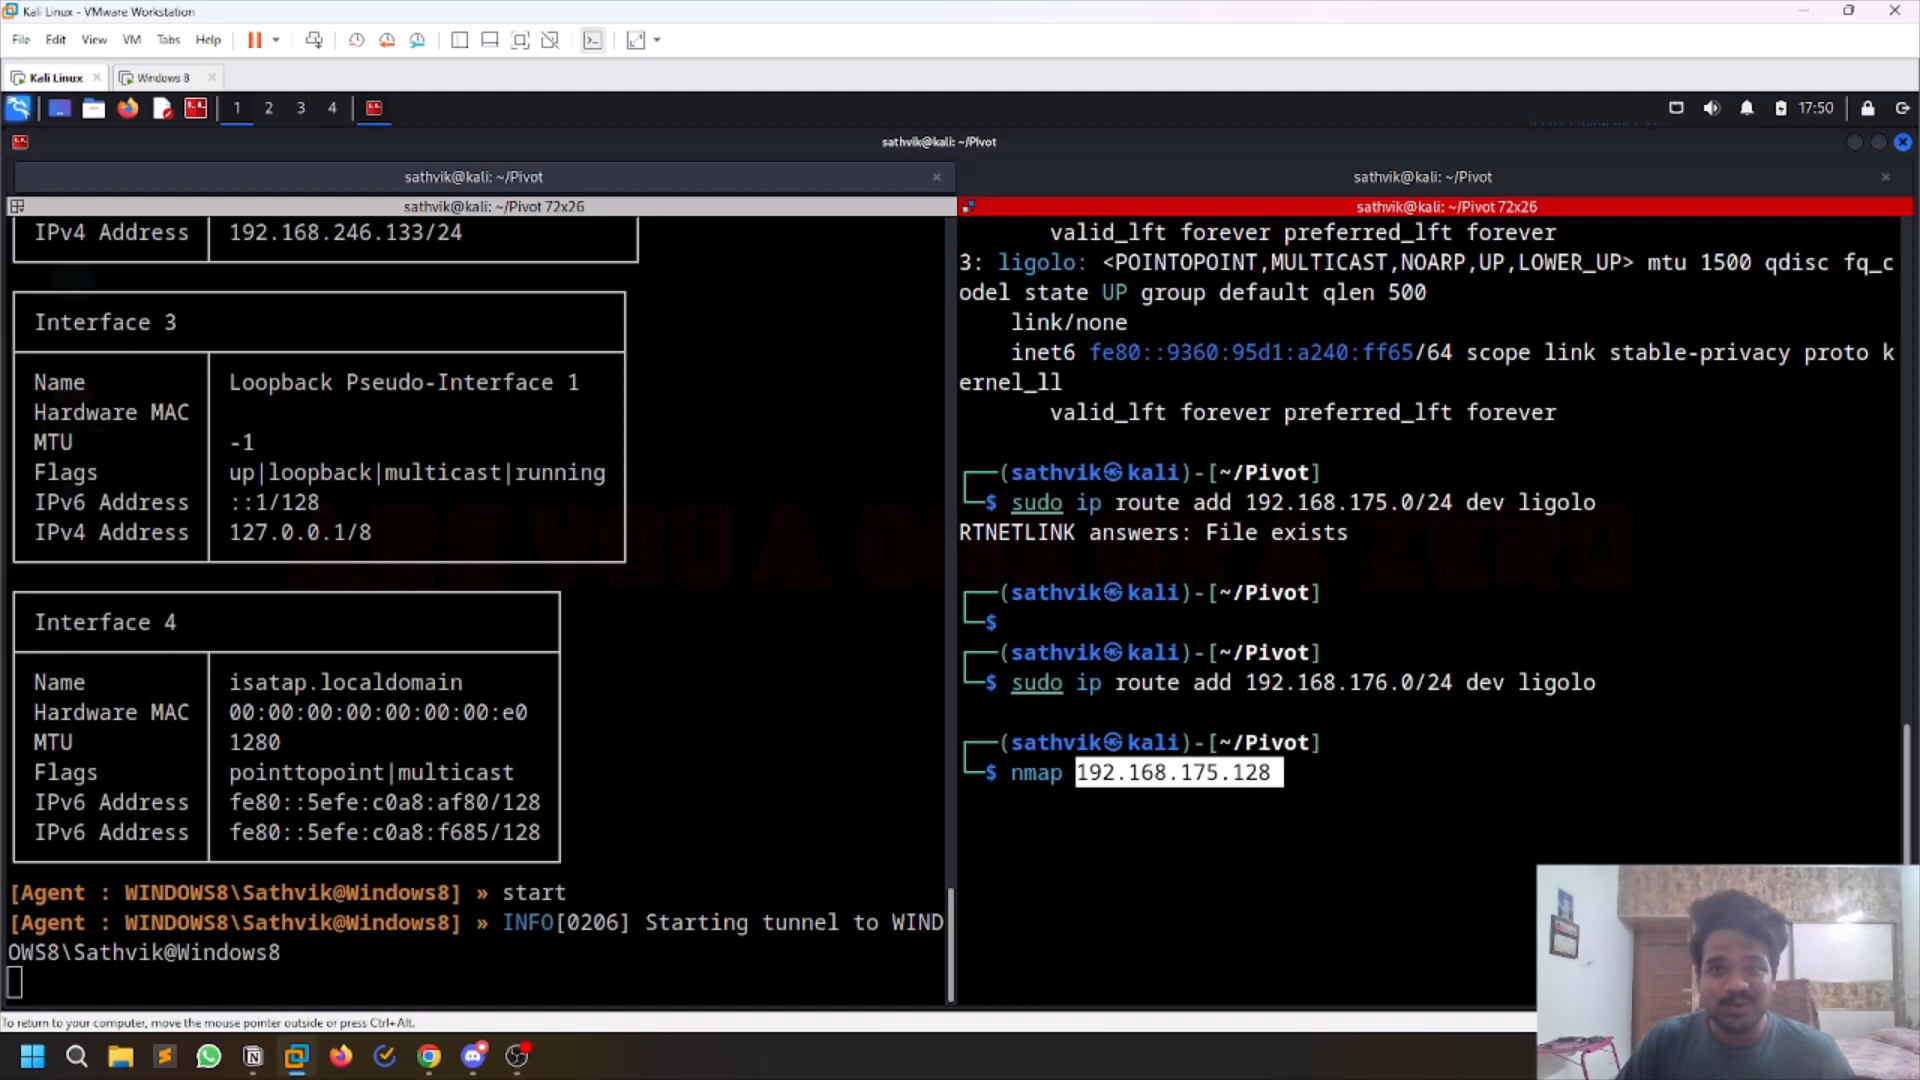 Kali Linux - VMware Workstation
File Edit View VM Tabs Help
Kali Linux
Windows 8
1 2 3 4
17:50
sathvik@kali: ~/Pivot
sathvik@kali: ~/Pivot
sathvik@kali: ~/Pivot
sathvik@kali: ~/Pivot 72x26
sathvik@kali: ~/Pivot 72x26
IPv4 Address 192.168.246.133/24
Interface 3
Name Loopback Pseudo-Interface 1
Hardware MAC
MTU -1
Flags up|loopback|multicast|running
IPv6 Address ::1/128
IPv4 Address 127.0.0.1/8
Interface 4
Name isatap.localdomain
Hardware MAC 00:00:00:00:00:00:00:e0
MTU 1280
Flags pointtopoint|multicast
IPv6 Address fe80::5efe:c0a8:af80/128
IPv6 Address fe80::5efe:c0a8:f685/128
[Agent : WINDOWS8\Sathvik@Windows8] » start
[Agent : WINDOWS8\Sathvik@Windows8] » INFO[0206] Starting tunnel to WIND
OWS8\Sathvik@Windows8
valid_lft forever preferred_lft forever
3: ligolo: <POINTOPOINT,MULTICAST,NOARP,UP,LOWER_UP> mtu 1500 qdisc fq_c
odel state UP group default qlen 500
link/none
inet6 fe80::9360:95d1:a240:ff65/64 scope link stable-privacy proto k
ernel_ll
valid_lft forever preferred_lft forever
(sathvik㉿kali)-[~/Pivot]
$ sudo ip route add 192.168.175.0/24 dev ligolo
RTNETLINK answers: File exists
(sathvik㉿kali)-[~/Pivot]
$
(sathvik㉿kali)-[~/Pivot]
$ sudo ip route add 192.168.176.0/24 dev ligolo
(sathvik㉿kali)-[~/Pivot]
$ nmap 192.168.175.128
ARE YOU A ONE OR A ZERO
To return to your computer, move the mouse pointer outside or press Ctrl+Alt.